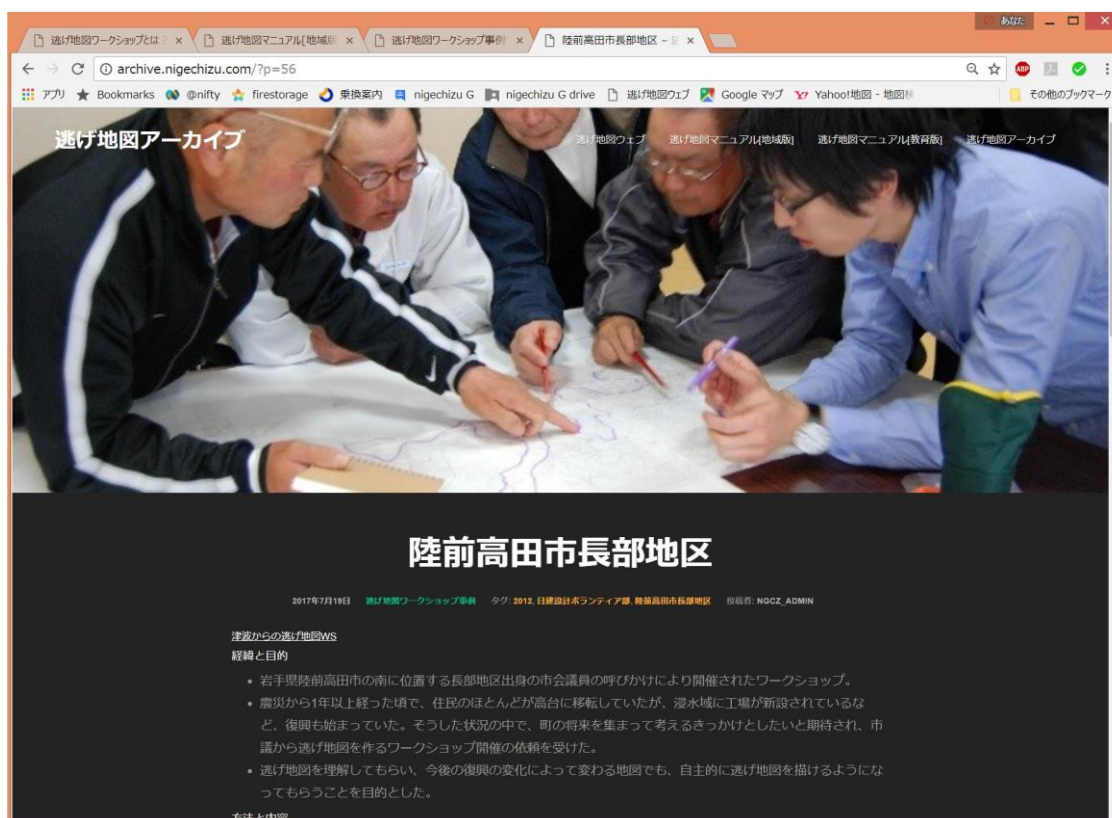 あなた
逃げ地図ワークショップとは？
逃げ地図マニュアル[地域版
逃げ地図ワークショップ事例
陸前高田市長部地区 –
archive.nigechizu.com/?p=56
ABP
アプリ Bookmarks @nifty firestorage 乗換案内 nigechizu G nigechizu G drive 逃げ地図ウェブ Google マップ Yahoo!地図 - 地図 その他のブックマーク
逃げ地図アーカイブ
逃げ地図ウェブ 逃げ地図マニュアル[地域版] 逃げ地図マニュアル[教育版] 逃げ地図アーカイブ
陸前高田市長部地区
2017年7月19日 逃げ地図ワークショップ事例 タグ: 2012, 日建設計ボランティア部, 陸前高田市長部地区 投稿者: NGCZ_ADMIN
津波からの逃げ地図WS
経緯と目的
• 岩手県陸前高田市の南に位置する長部地区出身の市会議員の呼びかけにより開催されたワークショップ。
• 震災から1年以上経った頃で、住民のほとんどが高台に移転していたが、浸水域に工場が新設されているな
ど、復興も始まっていた。そうした状況の中で、町の将来を集まって考えるきっかけとしたいと期待され、市
議から逃げ地図を作るワークショップ開催の依頼を受けた。
• 逃げ地図を理解してもらい、今後の復興の変化によって変わる地図でも、自主的に逃げ地図を描けるようにな
ってもらうことを目的とした。
方法と内容